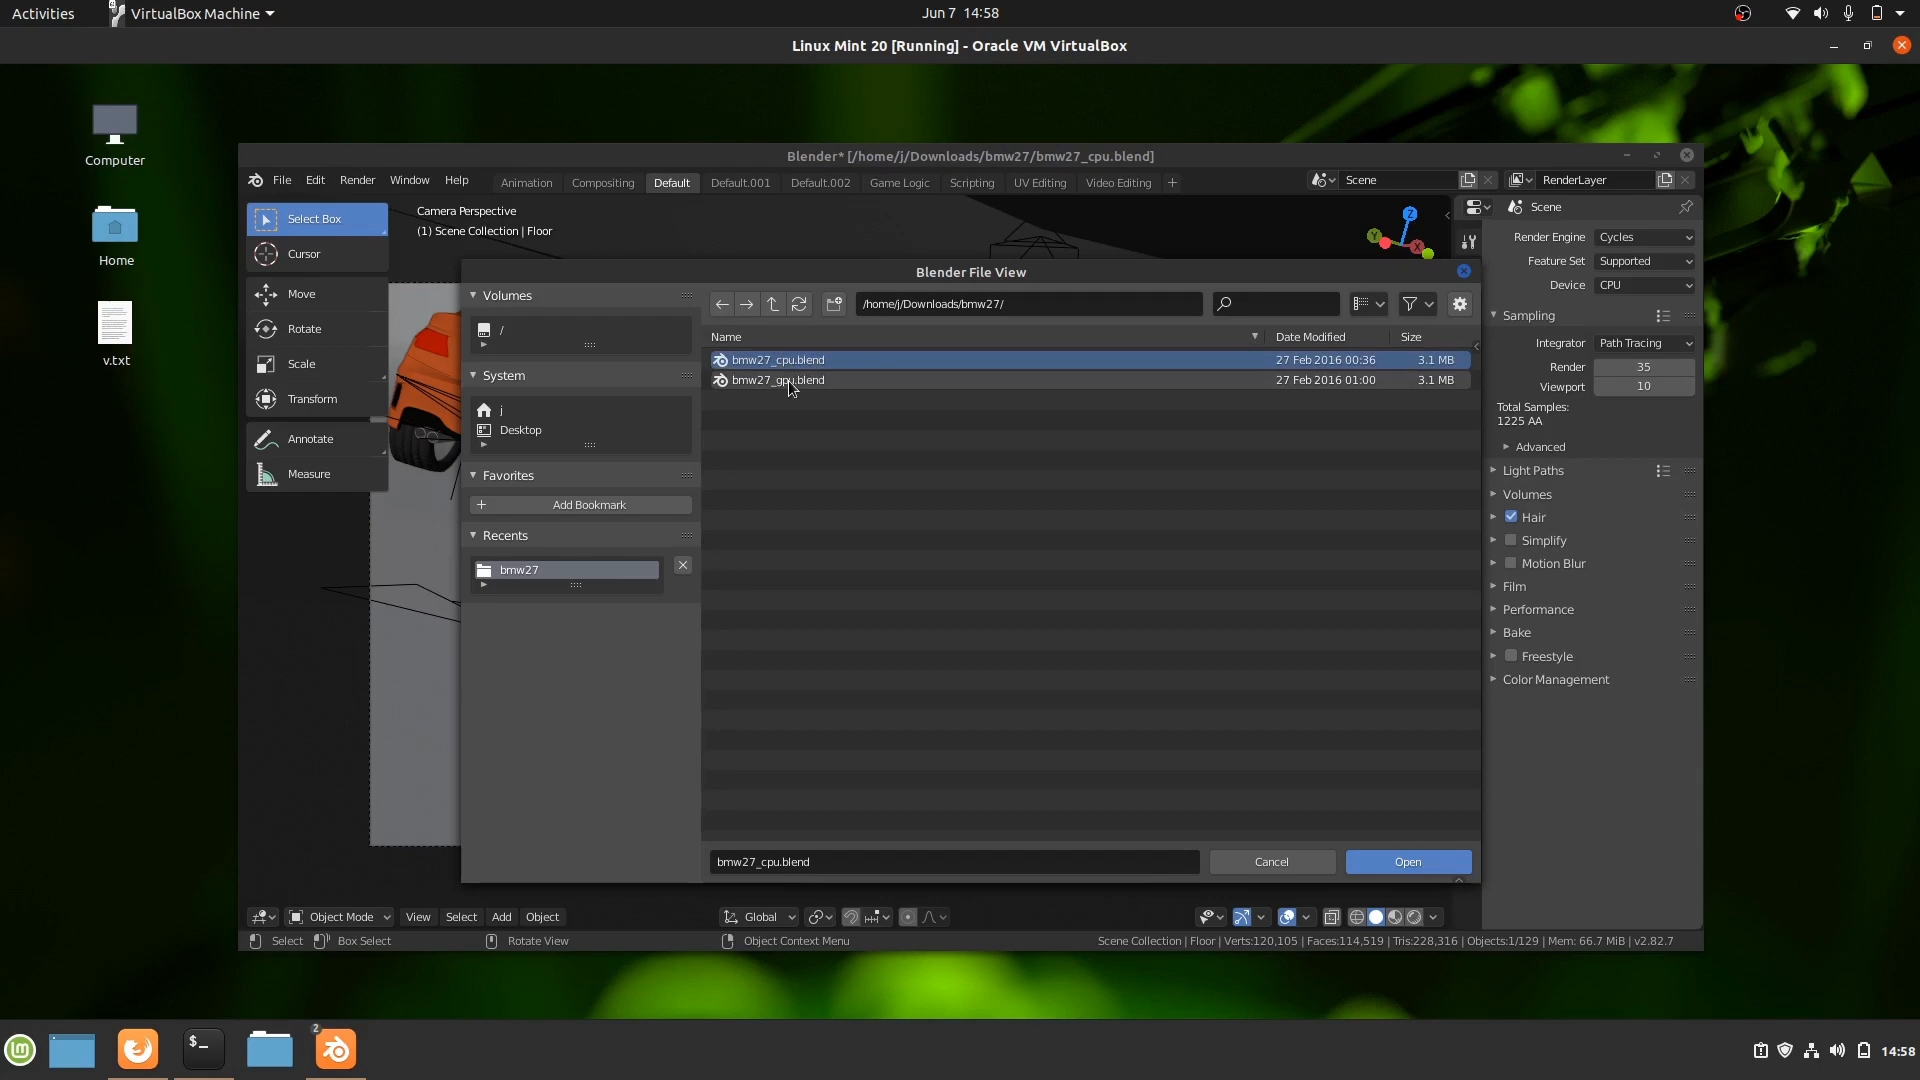 Activities
VirtualBox Machine
Jun 7 14:58
Linux Mint 20 [Running] - Oracle VM VirtualBox
Computer
Home
v.txt
Blender* [/home/j/Downloads/bmw27/bmw27_cpu.blend]
File Edit Render Window Help
Animation Compositing Default Default.001 Default.002 Game Logic Scripting UV Editing Video Editing +
Scene
RenderLayer
Select Box
Cursor
Move
Rotate
Scale
Transform
Annotate
Measure
Camera Perspective
(1) Scene Collection | Floor
Z
Y
X
Blender File View
Volumes
/
System
j
Desktop
Favorites
Add Bookmark
Recents
bmw27
/home/j/Downloads/bmw27/
Name Date Modified Size
bmw27_cpu.blend 27 Feb 2016 00:36 3.1 MB
bmw27_gpu.blend 27 Feb 2016 01:00 3.1 MB
bmw27_cpu.blend
Cancel
Open
Scene
Render Engine Cycles
Feature Set Supported
Device CPU
Sampling
Integrator Path Tracing
Render 35
Viewport 10
Total Samples:
1225 AA
Advanced
Light Paths
Volumes
Hair
Simplify
Motion Blur
Film
Performance
Bake
Freestyle
Color Management
Object Mode View Select Add Object
Global
Select Box Select Rotate View Object Context Menu
Scene Collection | Floor | Verts:120,105 | Faces:114,519 | Tris:228,316 | Objects:1/129 | Mem: 66.7 MiB | v2.82.7
lm
$_
2
14:58